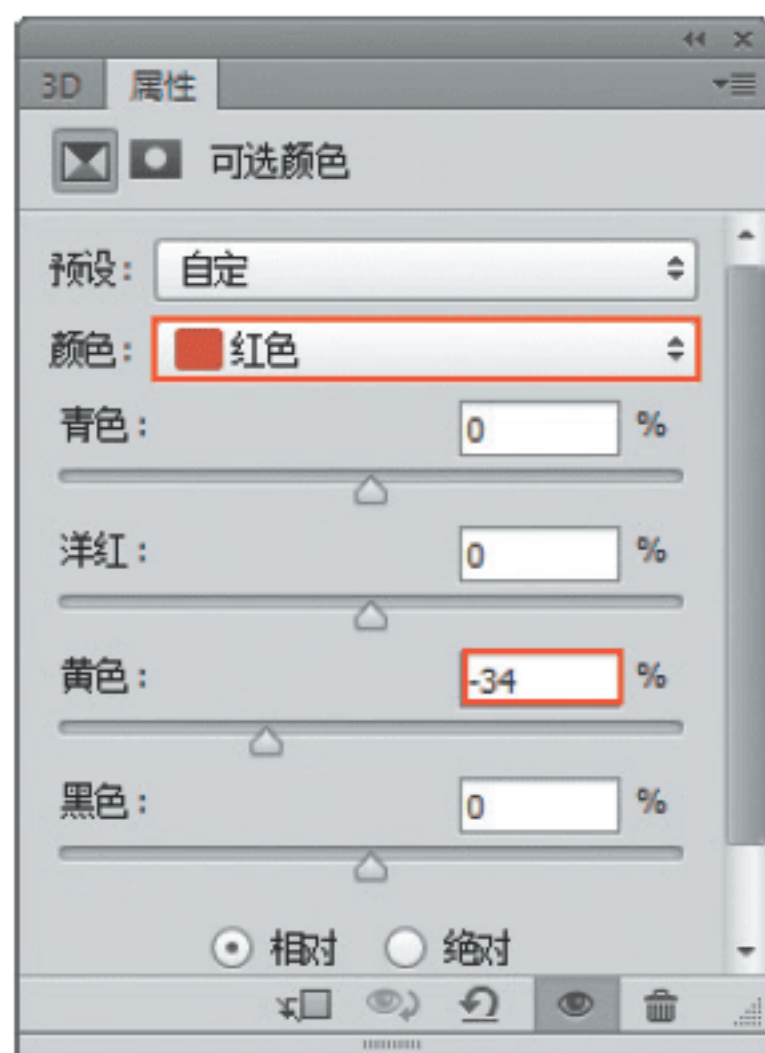 3D 属性
可选颜色
预设: 自定
颜色: 红色
青色: 0 %
洋红: 0 %
黄色: -34 %
黑色: 0 %
相对 绝对